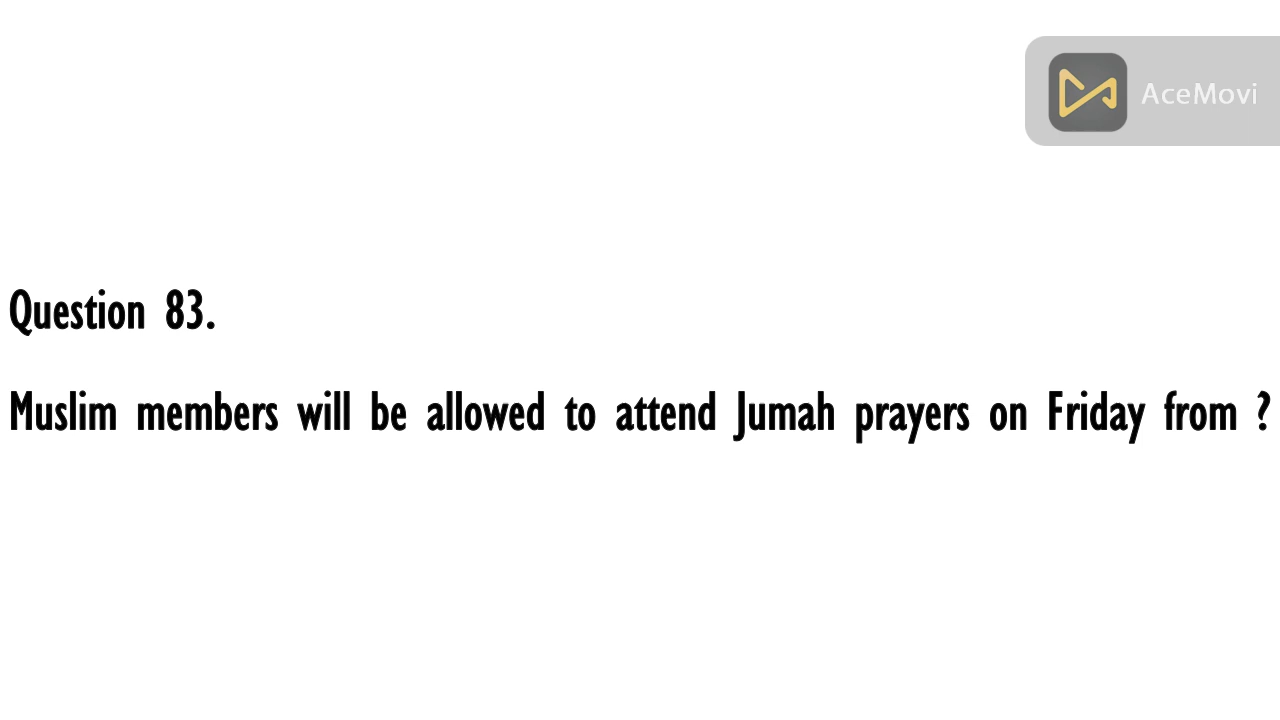 AceMovi
Question 83.
Muslim members will be allowed to attend Jumah prayers on Friday from ?